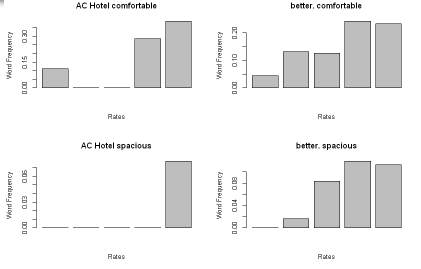 AC Hotel comfortable
Word Frequency
0.00
0.15
0.30
Rates
better. comfortable
Word Frequency
0.00
0.10
0.20
Rates
AC Hotel spacious
Word Frequency
0.00
0.03
0.06
Rates
better. spacious
Word Frequency
0.00
0.04
0.08
Rates